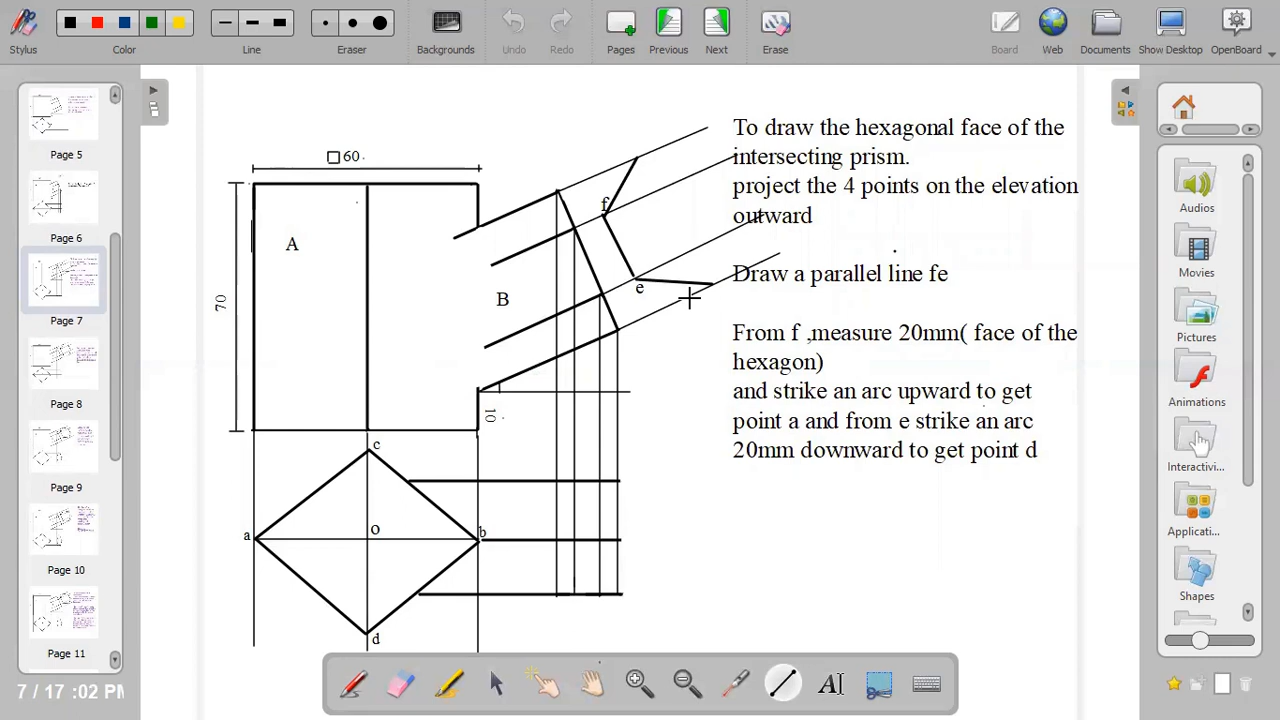 Stylus
Color
Line
Eraser
Backgrounds
Undo
Redo
Pages
Previous
Next
Erase
Board
Web
Documents
Show Desktop
OpenBoard
Page 5
Page 6
Page 7
Page 8
Page 9
Page 10
Page 11
7 / 17
:02 PM
60
A
B
70
10
f
e
c
a
o
b
d
To draw the hexagonal face of the
intersecting prism.
project the 4 points on the elevation
outward
Draw a parallel line fe
From f ,measure 20mm( face of the
hexagon)
and strike an arc upward to get
point a and from e strike an arc
20mm downward to get point d
Audios
Movies
Pictures
Animations
Interactivi...
Applicati...
Shapes